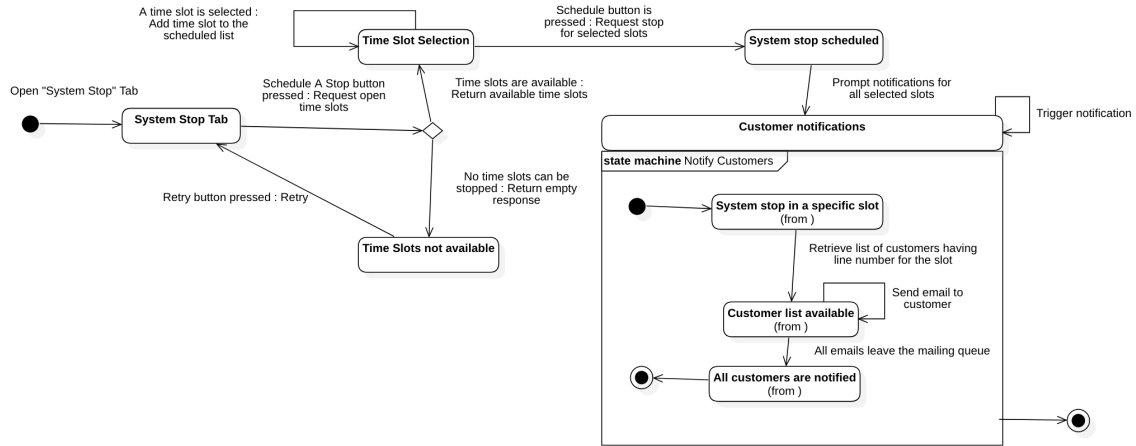 A time slot is selected :
Add time slot to the
scheduled list
Time Slot Selection
Schedule button is
pressed : Request stop
for selected slots
System stop scheduled
Open "System Stop" Tab
System Stop Tab
Schedule A Stop button
pressed : Request open
time slots
Time slots are available :
Return available time slots
Prompt notifications for
all selected slots
Customer notifications
Trigger notification
state machine Notify Customers
No time slots can be
stopped : Return empty
response
Retry button pressed : Retry
Time Slots not available
System stop in a specific slot
(from )
Retrieve list of customers having
line number for the slot
Customer list available
(from )
Send email to
customer
All emails leave the mailing queue
All customers are notified
(from )